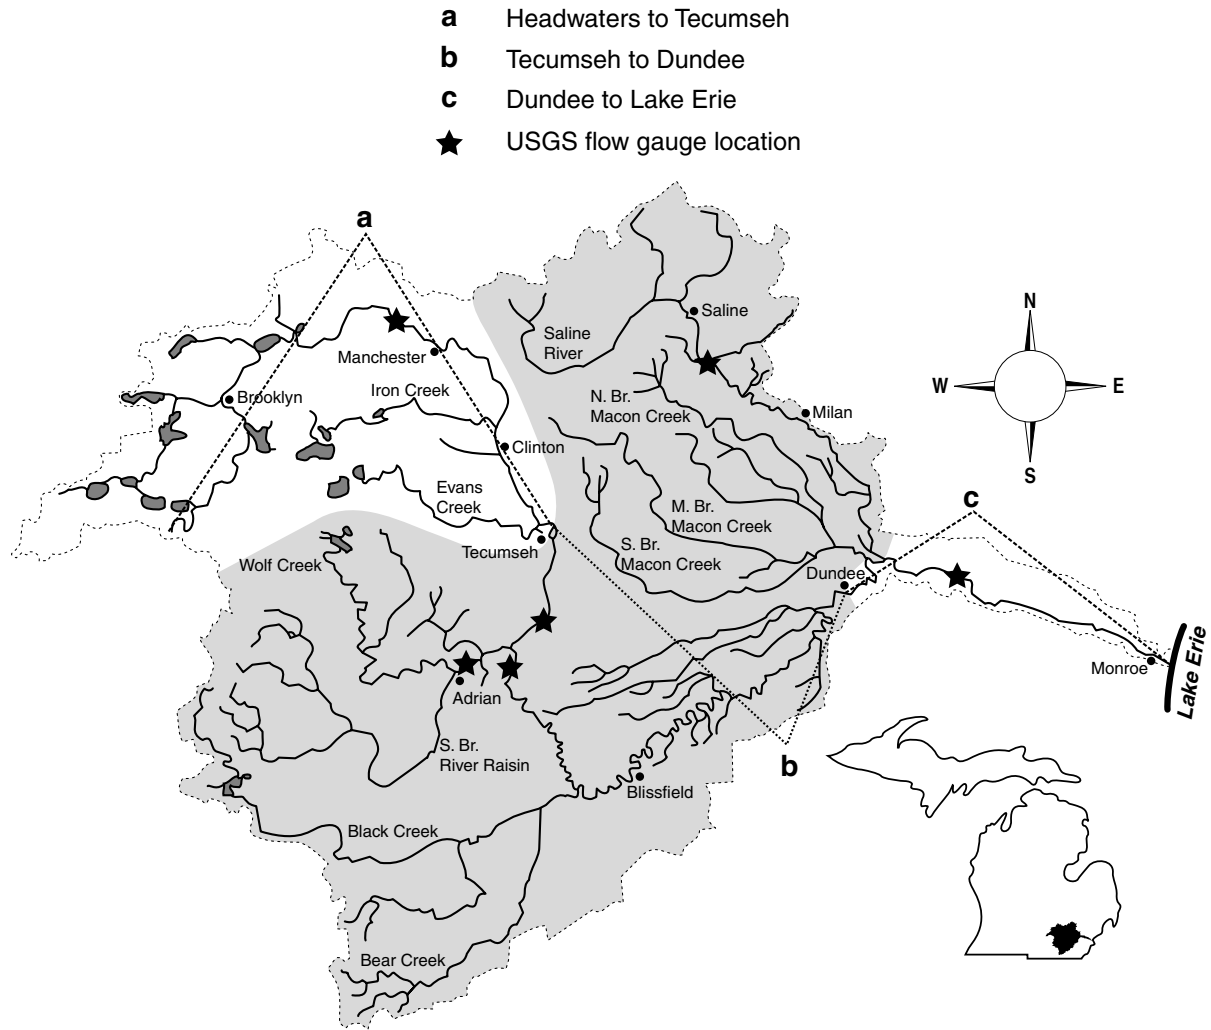 a Headwaters to Tecumseh
b Tecumseh to Dundee
c Dundee to Lake Erie
USGS flow gauge location
a
Saline
Saline
River
Manchester
Iron Creek
Brooklyn
N. Br.
Macon Creek
Milan
Clinton
Evans
Creek
M. Br.
Macon Creek
Tecumseh
S. Br.
Macon Creek
Wolf Creek
Dundee
c
N
W
E
S
Adrian
Monroe
Lake Erie
S. Br.
River Raisin
b
Blissfield
Black Creek
Bear Creek